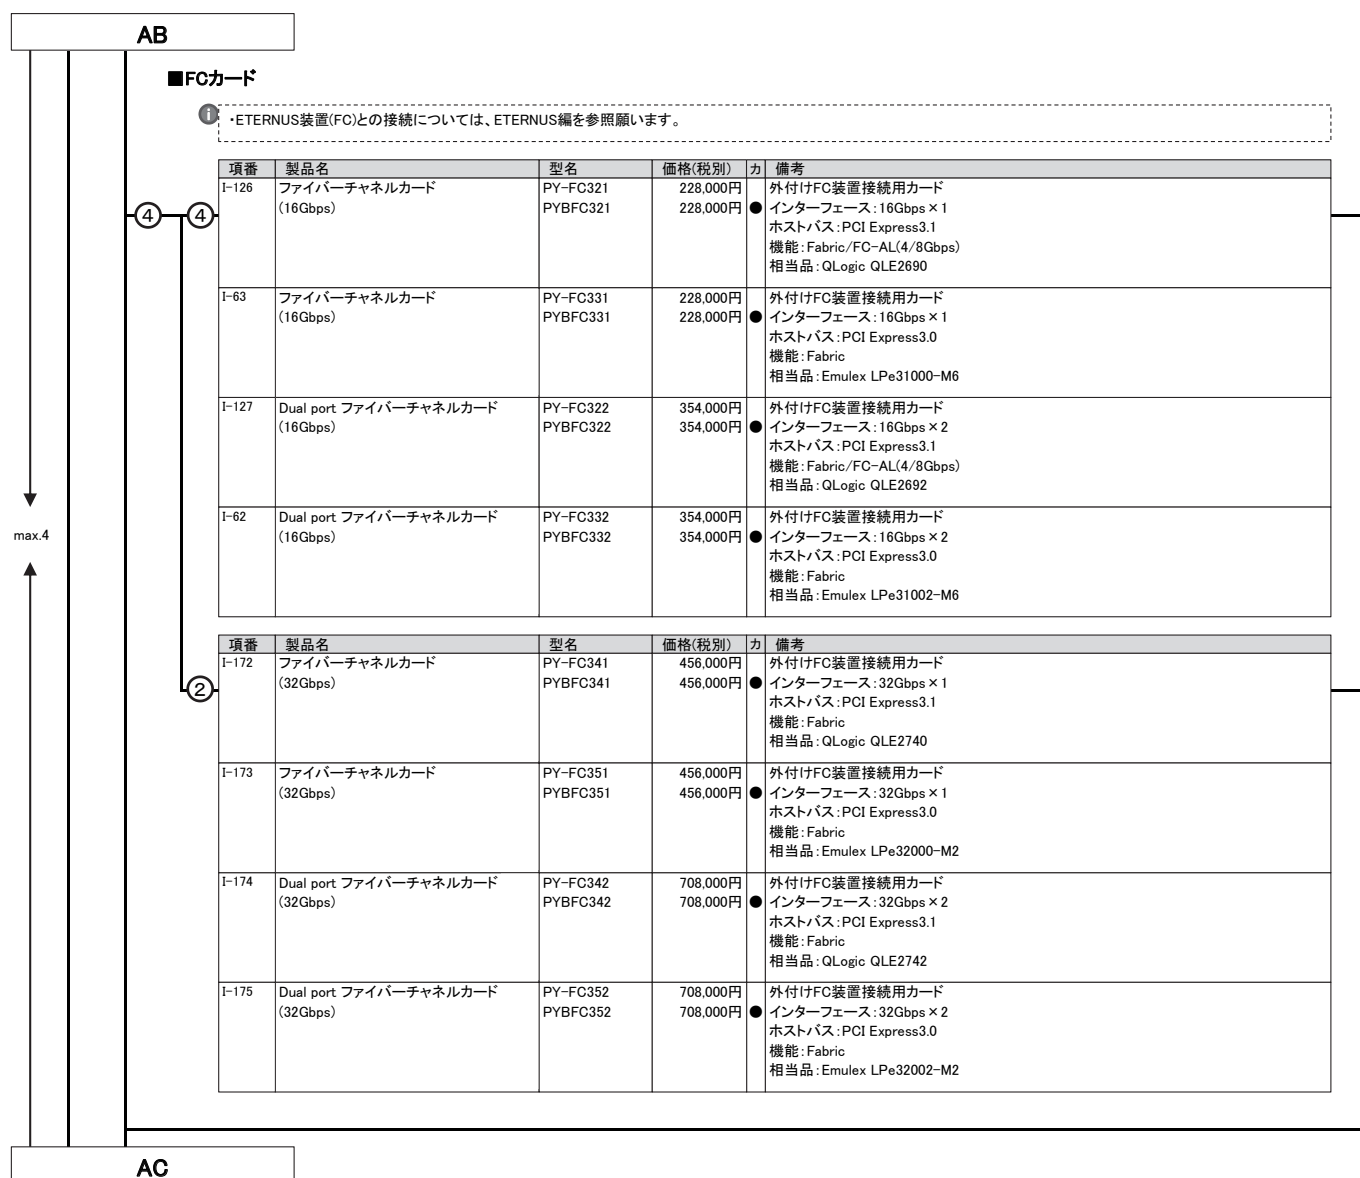 AB
■FCカード
・ETERNUS装置(FC)との接続については、ETERNUS編を参照願います。
項番 製品名 型名 価格(税別) カ 備考
I-126 ファイバーチャネルカード PY-FC321 228,000円 外付けFC装置接続用カード
(16Gbps) PYBFC321 228,000円 ● インターフェース：16Gbps×1
ホストバス：PCI Express3.1
④ ④
機能：Fabric/FC-AL(4/8Gbps)
相当品：QLogic QLE2690
I-63 ファイバーチャネルカード PY-FC331 228,000円 外付けFC装置接続用カード
(16Gbps) PYBFC331 228,000円 ● インターフェース：16Gbps×1
ホストバス：PCI Express3.0
機能：Fabric
相当品：Emulex LPe31000-M6
I-127 Dual port ファイバーチャネルカード PY-FC322 354,000円 外付けFC装置接続用カード
(16Gbps) PYBFC322 354,000円 ● インターフェース：16Gbps×2
ホストバス：PCI Express3.1
機能：Fabric/FC-AL(4/8Gbps)
相当品：QLogic QLE2692
I-62 Dual port ファイバーチャネルカード PY-FC332 354,000円 外付けFC装置接続用カード
(16Gbps) PYBFC332 354,000円 ● インターフェース：16Gbps×2
max.4
ホストバス：PCI Express3.0
機能：Fabric
相当品：Emulex LPe31002-M6
項番 製品名 型名 価格(税別) カ 備考
I-172 ファイバーチャネルカード PY-FC341 456,000円 外付けFC装置接続用カード
(32Gbps) PYBFC341 456,000円 ● インターフェース：32Gbps×1
②
ホストバス：PCI Express3.1
機能：Fabric
相当品：QLogic QLE2740
I-173 ファイバーチャネルカード PY-FC351 456,000円 外付けFC装置接続用カード
(32Gbps) PYBFC351 456,000円 ● インターフェース：32Gbps×1
ホストバス：PCI Express3.0
機能：Fabric
相当品：Emulex LPe32000-M2
I-174 Dual port ファイバーチャネルカード PY-FC342 708,000円 外付けFC装置接続用カード
(32Gbps) PYBFC342 708,000円 ● インターフェース：32Gbps×2
ホストバス：PCI Express3.1
機能：Fabric
相当品：QLogic QLE2742
I-175 Dual port ファイバーチャネルカード PY-FC352 708,000円 外付けFC装置接続用カード
(32Gbps) PYBFC352 708,000円 ● インターフェース：32Gbps×2
ホストバス：PCI Express3.0
機能：Fabric
相当品：Emulex LPe32002-M2
AC